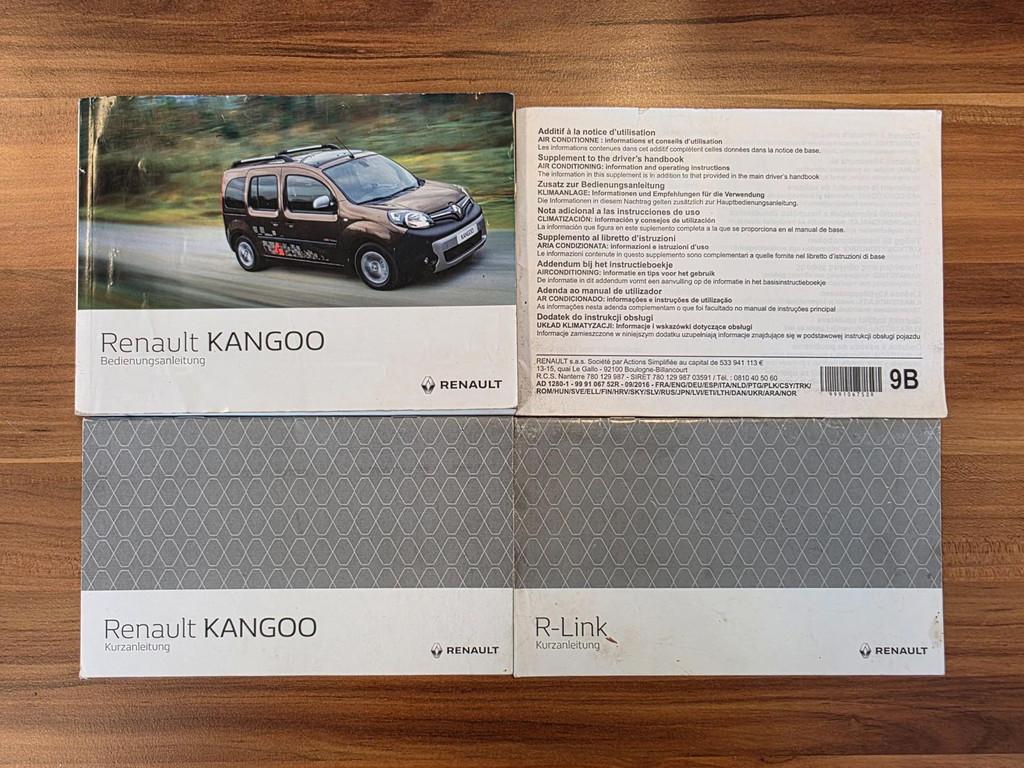 Renault KANGOO
Bedienungsanleitung
RENAULT
Additif à la notice d'utilisation
AIR CONDITIONNE : informations et conseils d'utilisation
Les informations contenues dans cet additif complètent celles données dans la notice de base.
Supplement to the driver's handbook
AIR CONDITIONING: information and operating instructions
The information in this supplement is in addition to that provided in the main driver's handbook
Zusatz zur Bedienungsanleitung
KLIMAANLAGE: Informationen und Empfehlungen für die Verwendung
Die Informationen in diesem Nachtrag gelten zusätzlich zur Hauptbedienungsanleitung.
Nota adicional a las instrucciones de uso
CLIMATIZACIÓN: información y consejos de utilización
La información que figura en este suplemento completa a la que se proporciona en el manual de base.
Supplemento al libretto d'istruzioni
ARIA CONDIZIONATA: informazioni e istruzioni d'uso
Le informazioni contenute in questo supplemento sono complementari a quelle fornite nel libretto d'istruzioni di base
Addendum bij het instructieboekje
AIRCONDITIONING: informatie en tips voor het gebruik
De informatie in dit addendum vormt een aanvulling op de informatie in het basisinstructieboekje
Adenda ao manual de utilizador
AR CONDICIONADO: informações e instruções de utilização
As informações nesta adenda complementam o que foi facultado no manual de instruções principal
Dodatek do instrukcji obsługi
UKŁAD KLIMATYZACJI: Informacje i wskazówki dotyczące obsługi
Informacje zamieszczone w niniejszym dodatku uzupełniają informacje znajdujące się w podstawowej instrukcji obsługi pojazdu
RENAULT s.a.s. Société par Actions Simplifiée au capital de 533 941 113 €
13-15, quai Le Gallo - 92100 Boulogne-Billancourt
R.C.S. Nanterre 780 129 987 - SIRET 780 129 987 03591 / Tél. : 0810 40 50 60
AD 1280-1 - 99 91 067 52R - 09/2016 - FRA/ENG/DEU/ESP/ITA/NLD/PTG/PLK/CSY/TRK/
ROM/HUN/SVE/ELL/FIN/HRV/SKY/SLV/RUS/JPN/LVI/ETI/LTH/DAN/UKR/ARA/NOR
999106752R
9B
Renault KANGOO
Kurzanleitung
RENAULT
R-Link
Kurzanleitung
RENAULT